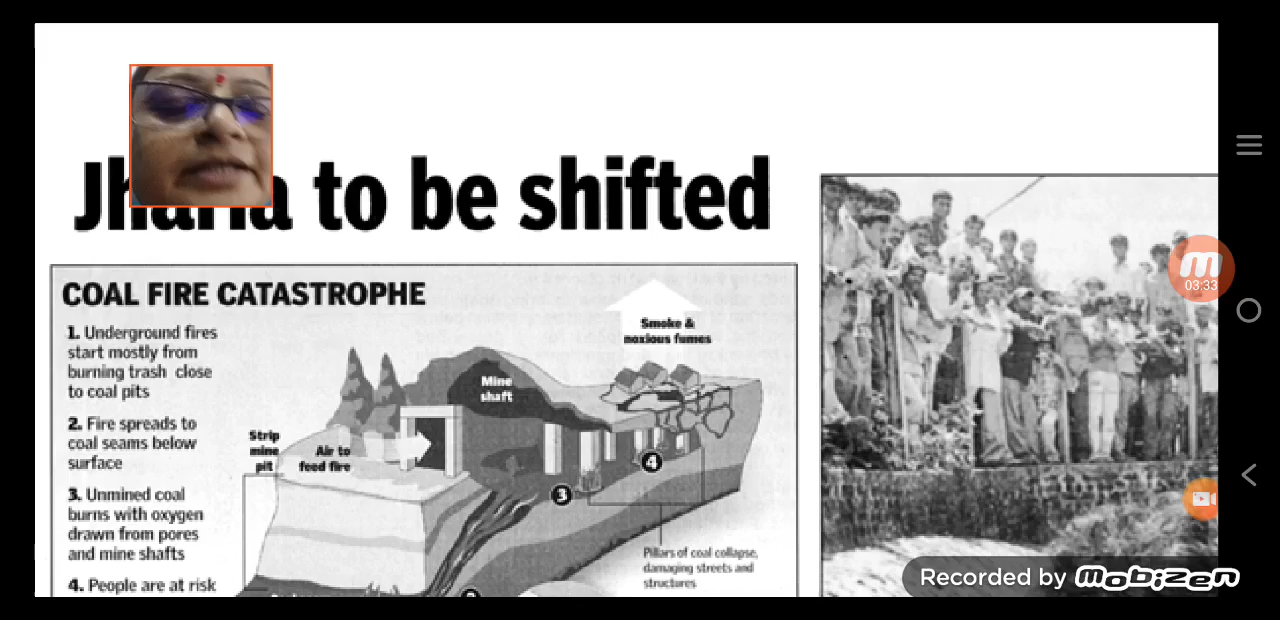 Jharia to be shifted
COAL FIRE CATASTROPHE
1. Underground fires
start mostly from
burning trash close
to coal pits
2. Fire spreads to
coal seams below
surface
3. Unmined coal
burns with oxygen
drawn from pores
and mine shafts
4. People are at risk
Smoke &
noxious fumes
Mine
shaft
Strip
mine
pit
Air to
feed fire
4
3
Pillars of coal collapse,
damaging streets and
structures
03:33
Recorded by mobizen